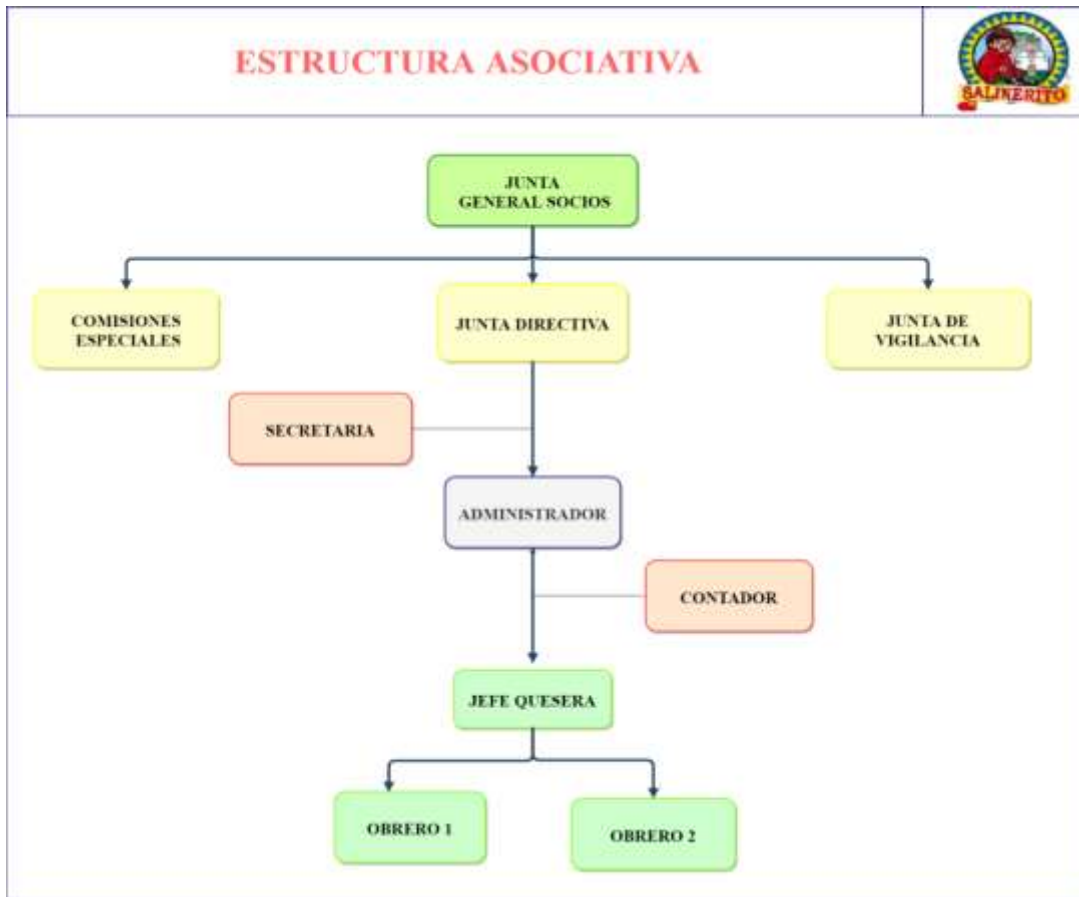 ESTRUCTURA ASOCIATIVA
SALINERITO
JUNTA
GENERAL SOCIOS
COMISIONES
ESPECIALES
JUNTA DIRECTIVA
JUNTA DE
VIGILANCIA
SECRETARIA
ADMINISTRADOR
CONTADOR
JEFE QUESERA
OBRERO 1
OBRERO 2